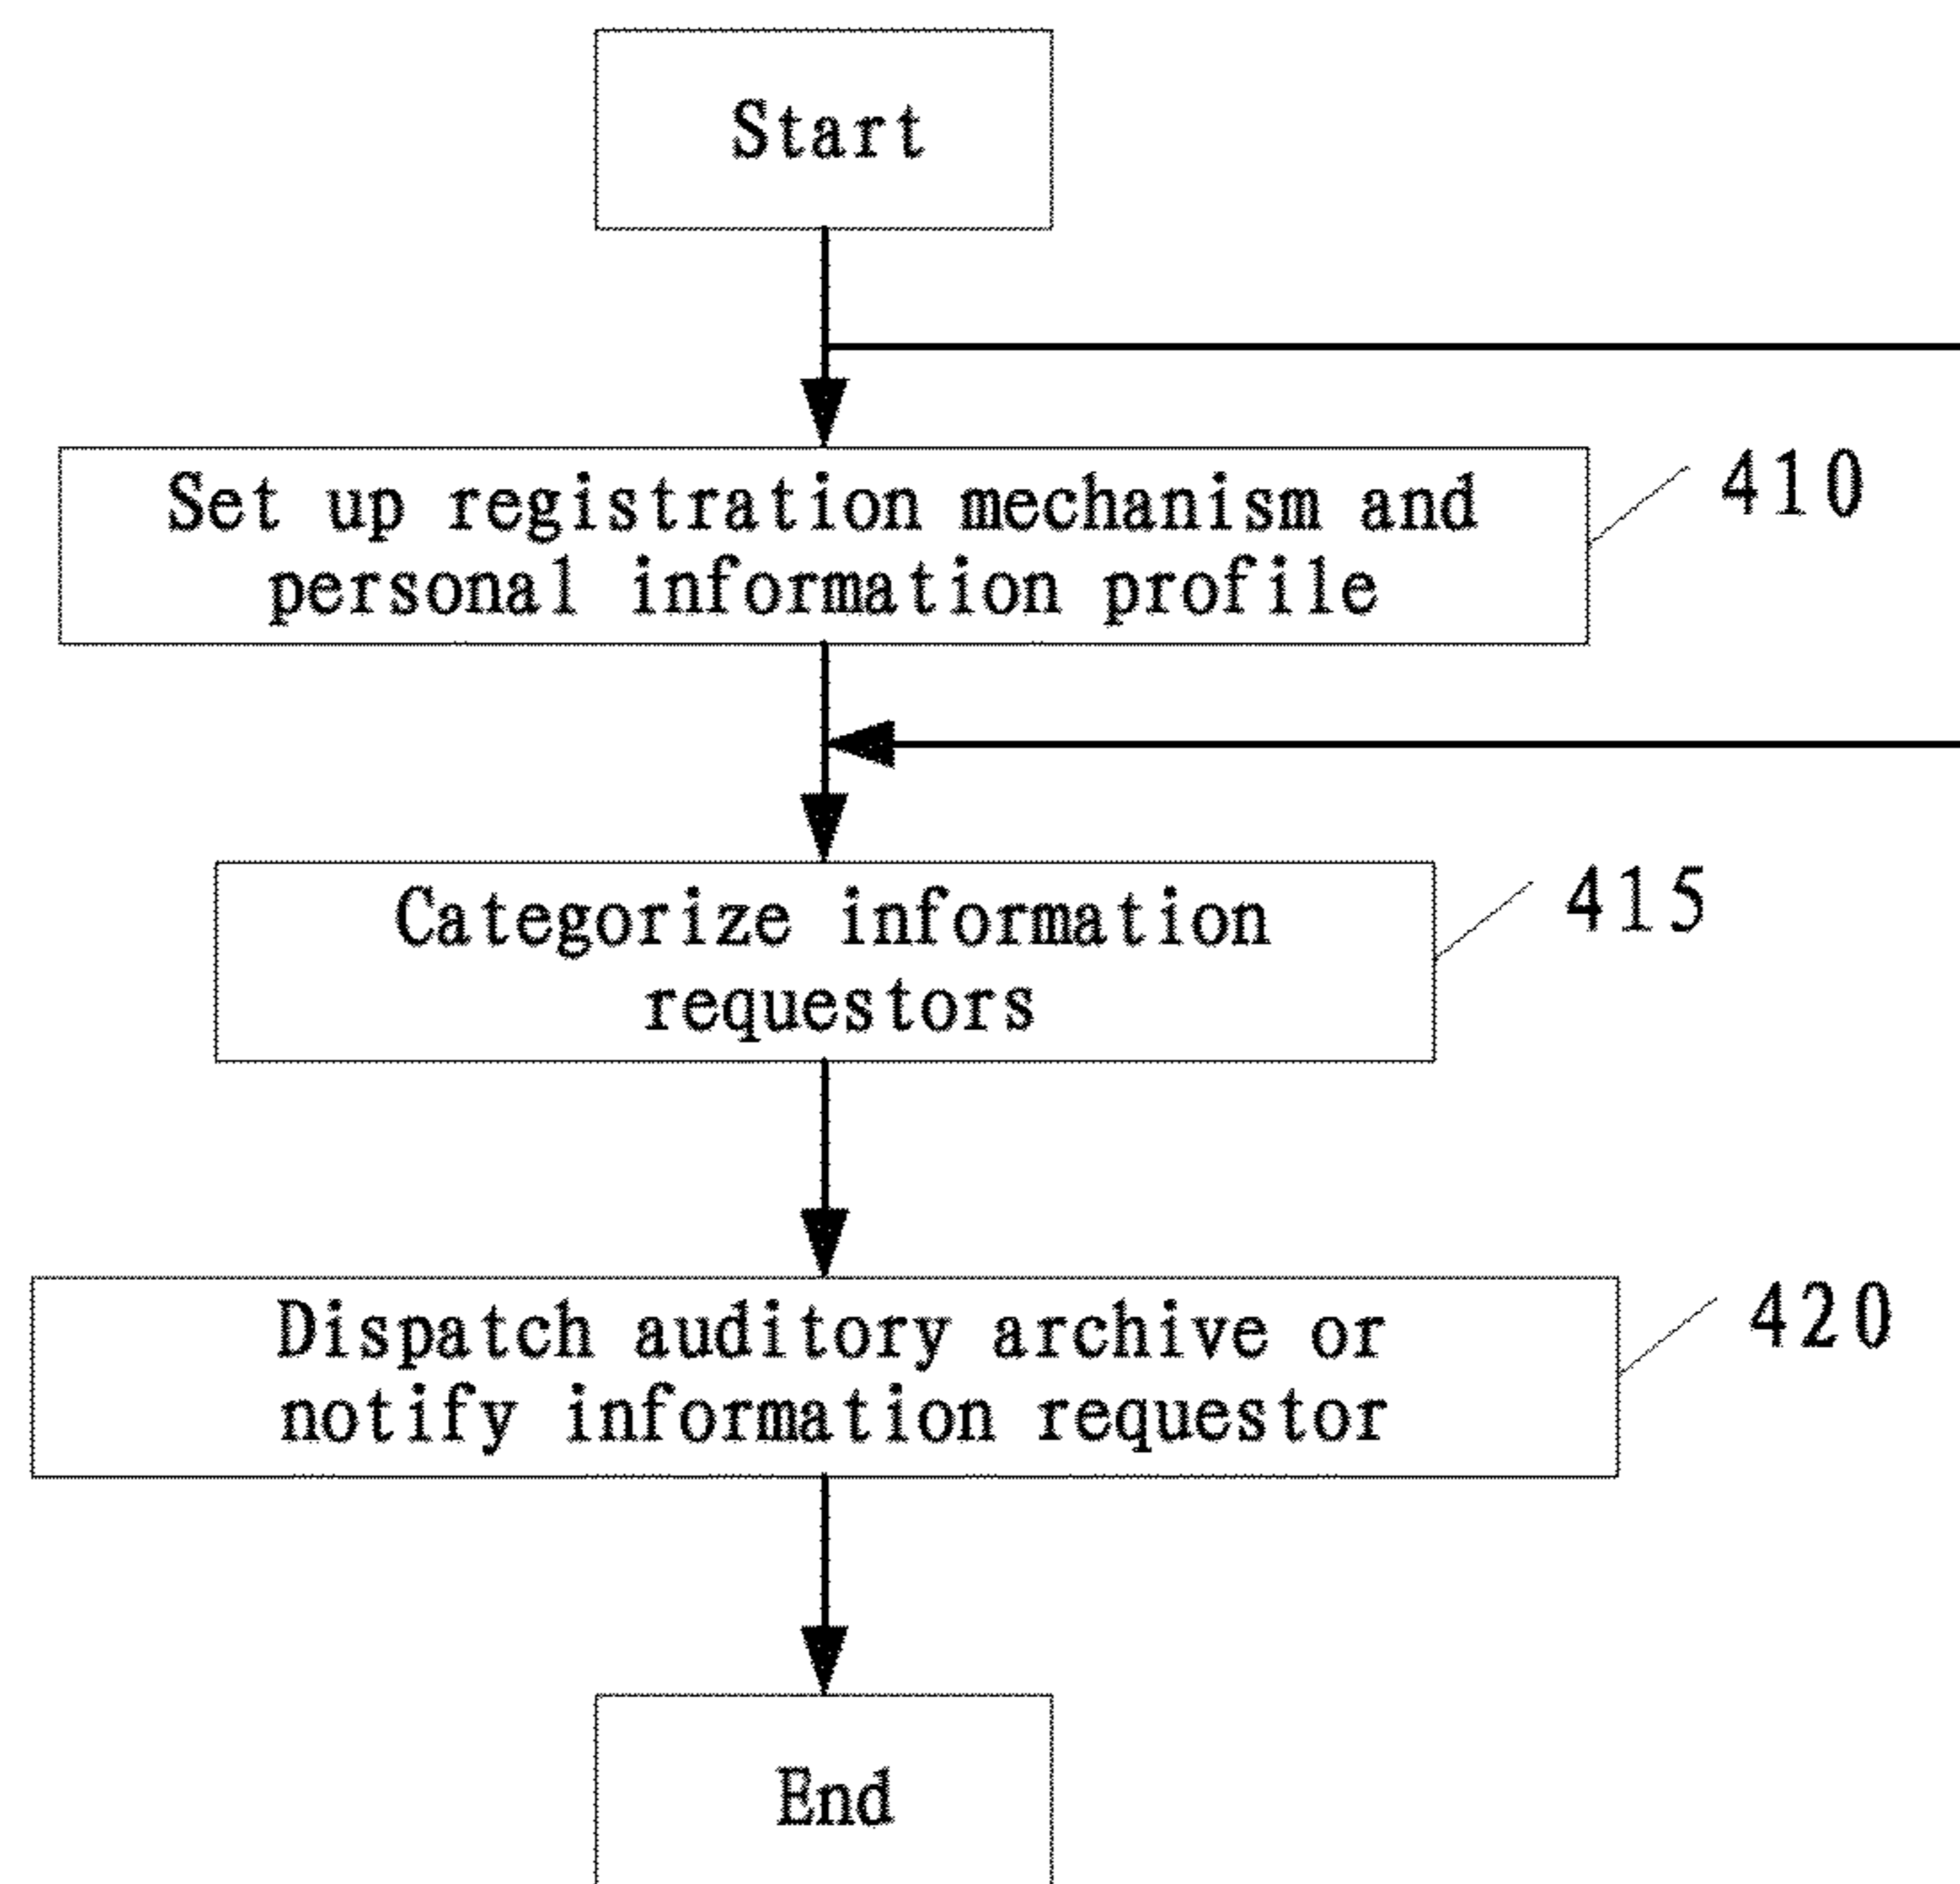 Start
Set up registration mechanism and
personal information profile
410
Categorize information
requestors
415
Dispatch auditory archive or
notify information requestor
420
End